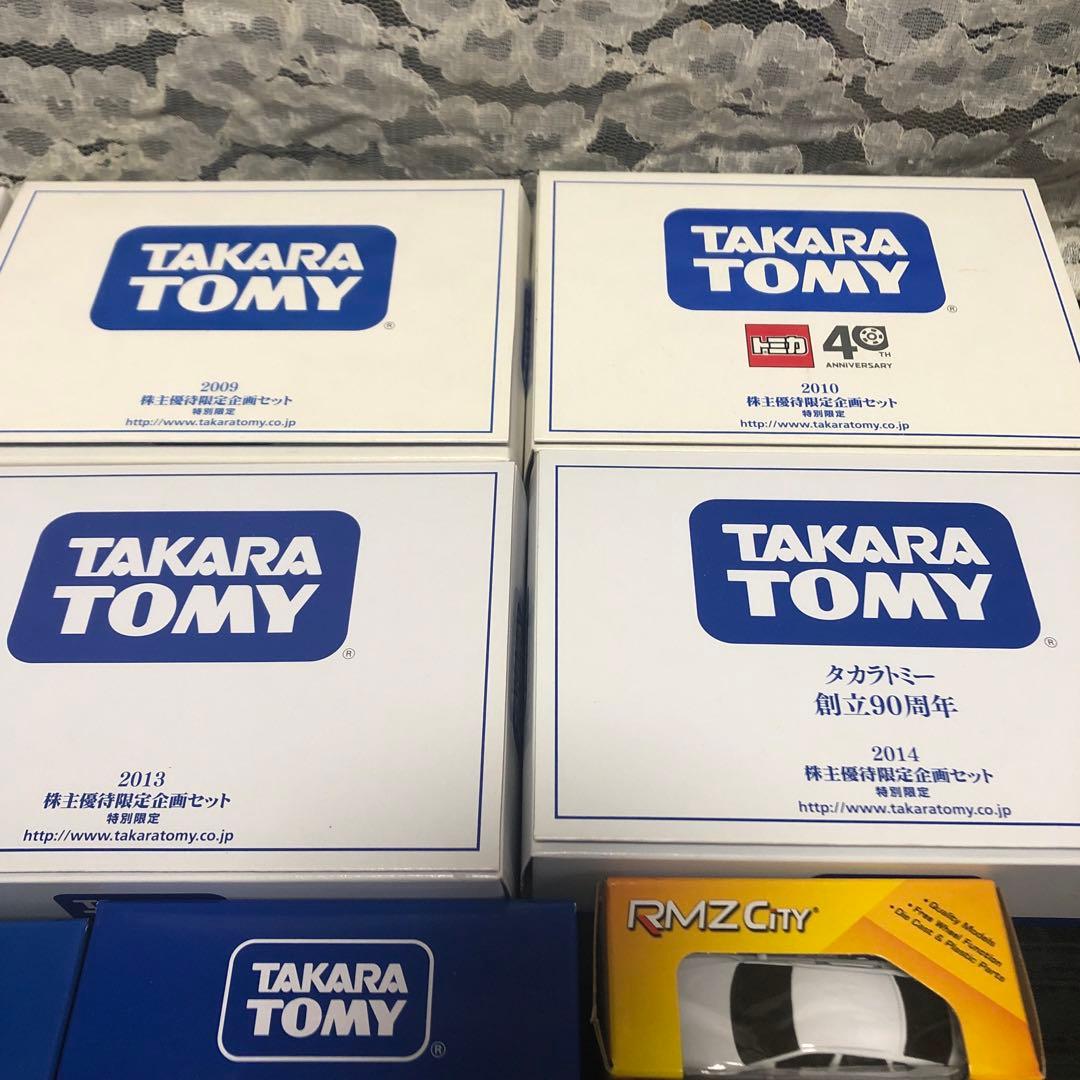 TAKARA
TOMY
®
2009
株主優待限定企画セット
特別限定
http://www.takaratomy.co.jp
TAKARA
TOMY
®
トミカ 40TH
ANNIVERSARY
2010
株主優待限定企画セット
特別限定
http://www.takaratomy.co.jp
TAKARA
TOMY
®
2013
株主優待限定企画セット
特別限定
http://www.takaratomy.co.jp
TAKARA
TOMY
®
タカラトミー
創立90周年
2014
株主優待限定企画セット
特別限定
http://www.takaratomy.co.jp
TAKARA
TOMY
®
RMZ CiTY®
• Quality Models
• Free Wheel Function
• Die Cast & Plastic Parts